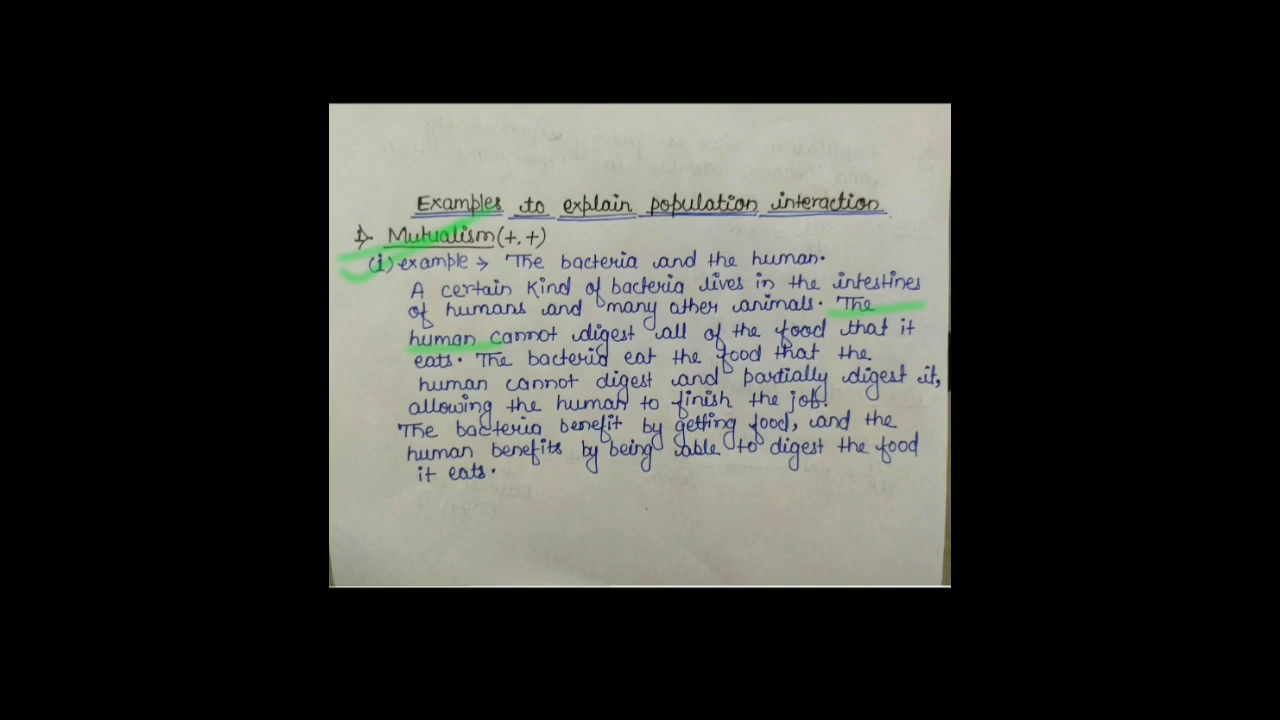 Examples to explain population interaction
1. Mutualism (+, +)
(i) example → The bacteria and the human.
A certain kind of bacteria lives in the intestines
of humans and many other animals. The
human cannot digest all of the food that it
eats. The bacteria eat the food that the
human cannot digest and partially digest it,
allowing the human to finish the job.
The bacteria benefit by getting food, and the
human benefits by being able to digest the food
it eats.